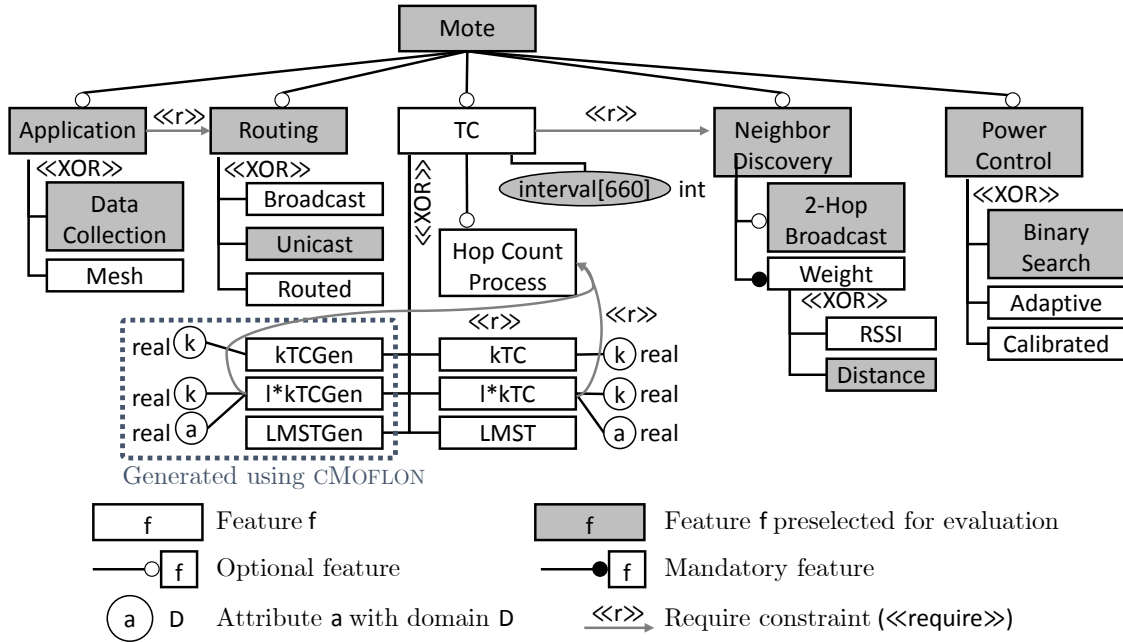 Mote
Application
≪r≫
Routing
TC
≪r≫
Neighbor
Discovery
Power
Control
≪XOR≫
Data
Collection
Mesh
≪XOR≫
Broadcast
Unicast
Routed
≪XOR≫
interval[660] int
Hop Count
Process
2-Hop
Broadcast
Weight
≪XOR≫
RSSI
Distance
≪XOR≫
Binary
Search
Adaptive
Calibrated
≪r≫ ≪r≫
real k kTCGen kTC k real
real k l*kTCGen l*kTC k real
real a LMSTGen LMST a real
Generated using CMOFLON
f Feature f
f Feature f preselected for evaluation
f Optional feature
f Mandatory feature
a D Attribute a with domain D
≪r≫ Require constraint (≪require≫)